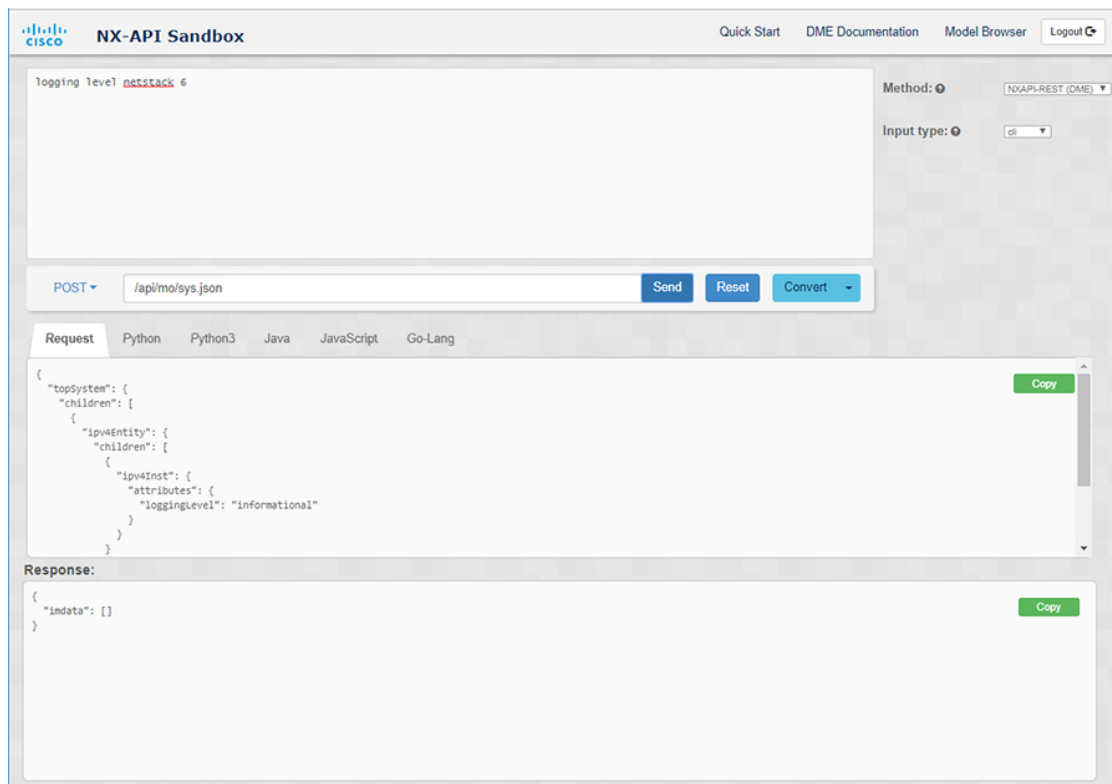 CISCO
NX-API Sandbox
Quick Start DME Documentation Model Browser Logout
logging level netstack 6
Method: NXAPI-REST (DME)
Input type: cli
POST /api/mo/sys.json Send Reset Convert
Request Python Python3 Java JavaScript Go-Lang
Copy
{
"topSystem": {
"children": [
{
"ipv4Entity": {
"children": [
{
"ipv4Inst": {
"attributes": {
"loggingLevel": "informational"
}
}
}
Response:
Copy
{
"imdata": []
}